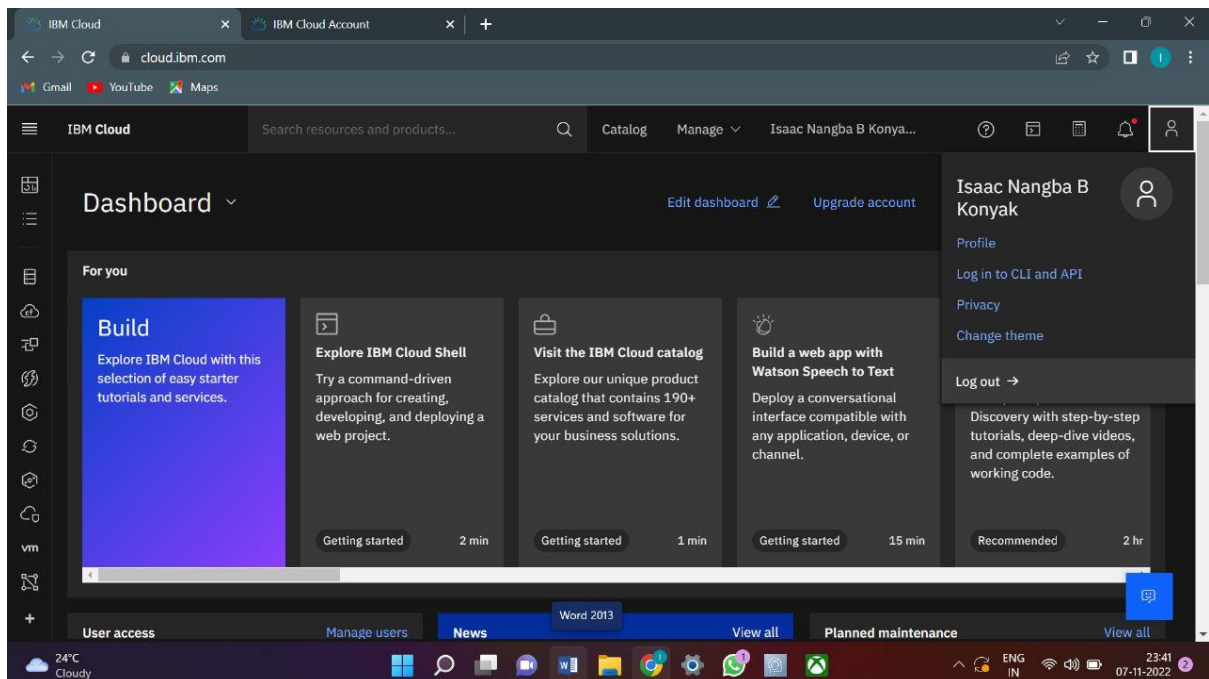 IBM Cloud
IBM Cloud Account
cloud.ibm.com
Gmail
YouTube
Maps
IBM Cloud
Search resources and products...
Catalog
Manage
Isaac Nangba B Konya...
Dashboard
Edit dashboard
Upgrade account
Isaac Nangba B
Konyak
Profile
Log in to CLI and API
Privacy
Change theme
Log out →
For you
Build
Explore IBM Cloud with this
selection of easy starter
tutorials and services.
Explore IBM Cloud Shell
Try a command-driven
approach for creating,
developing, and deploying a
web project.
Getting started
2 min
Visit the IBM Cloud catalog
Explore our unique product
catalog that contains 190+
services and software for
your business solutions.
Getting started
1 min
Build a web app with
Watson Speech to Text
Deploy a conversational
interface compatible with
any application, device, or
channel.
Getting started
15 min
Discovery with step-by-step
tutorials, deep-dive videos,
and complete examples of
working code.
Recommended
2 hr
vm
User access
Manage users
News
View all
Planned maintenance
View all
Word 2013
24°C
Cloudy
ENG
IN
23:41
07-11-2022
2